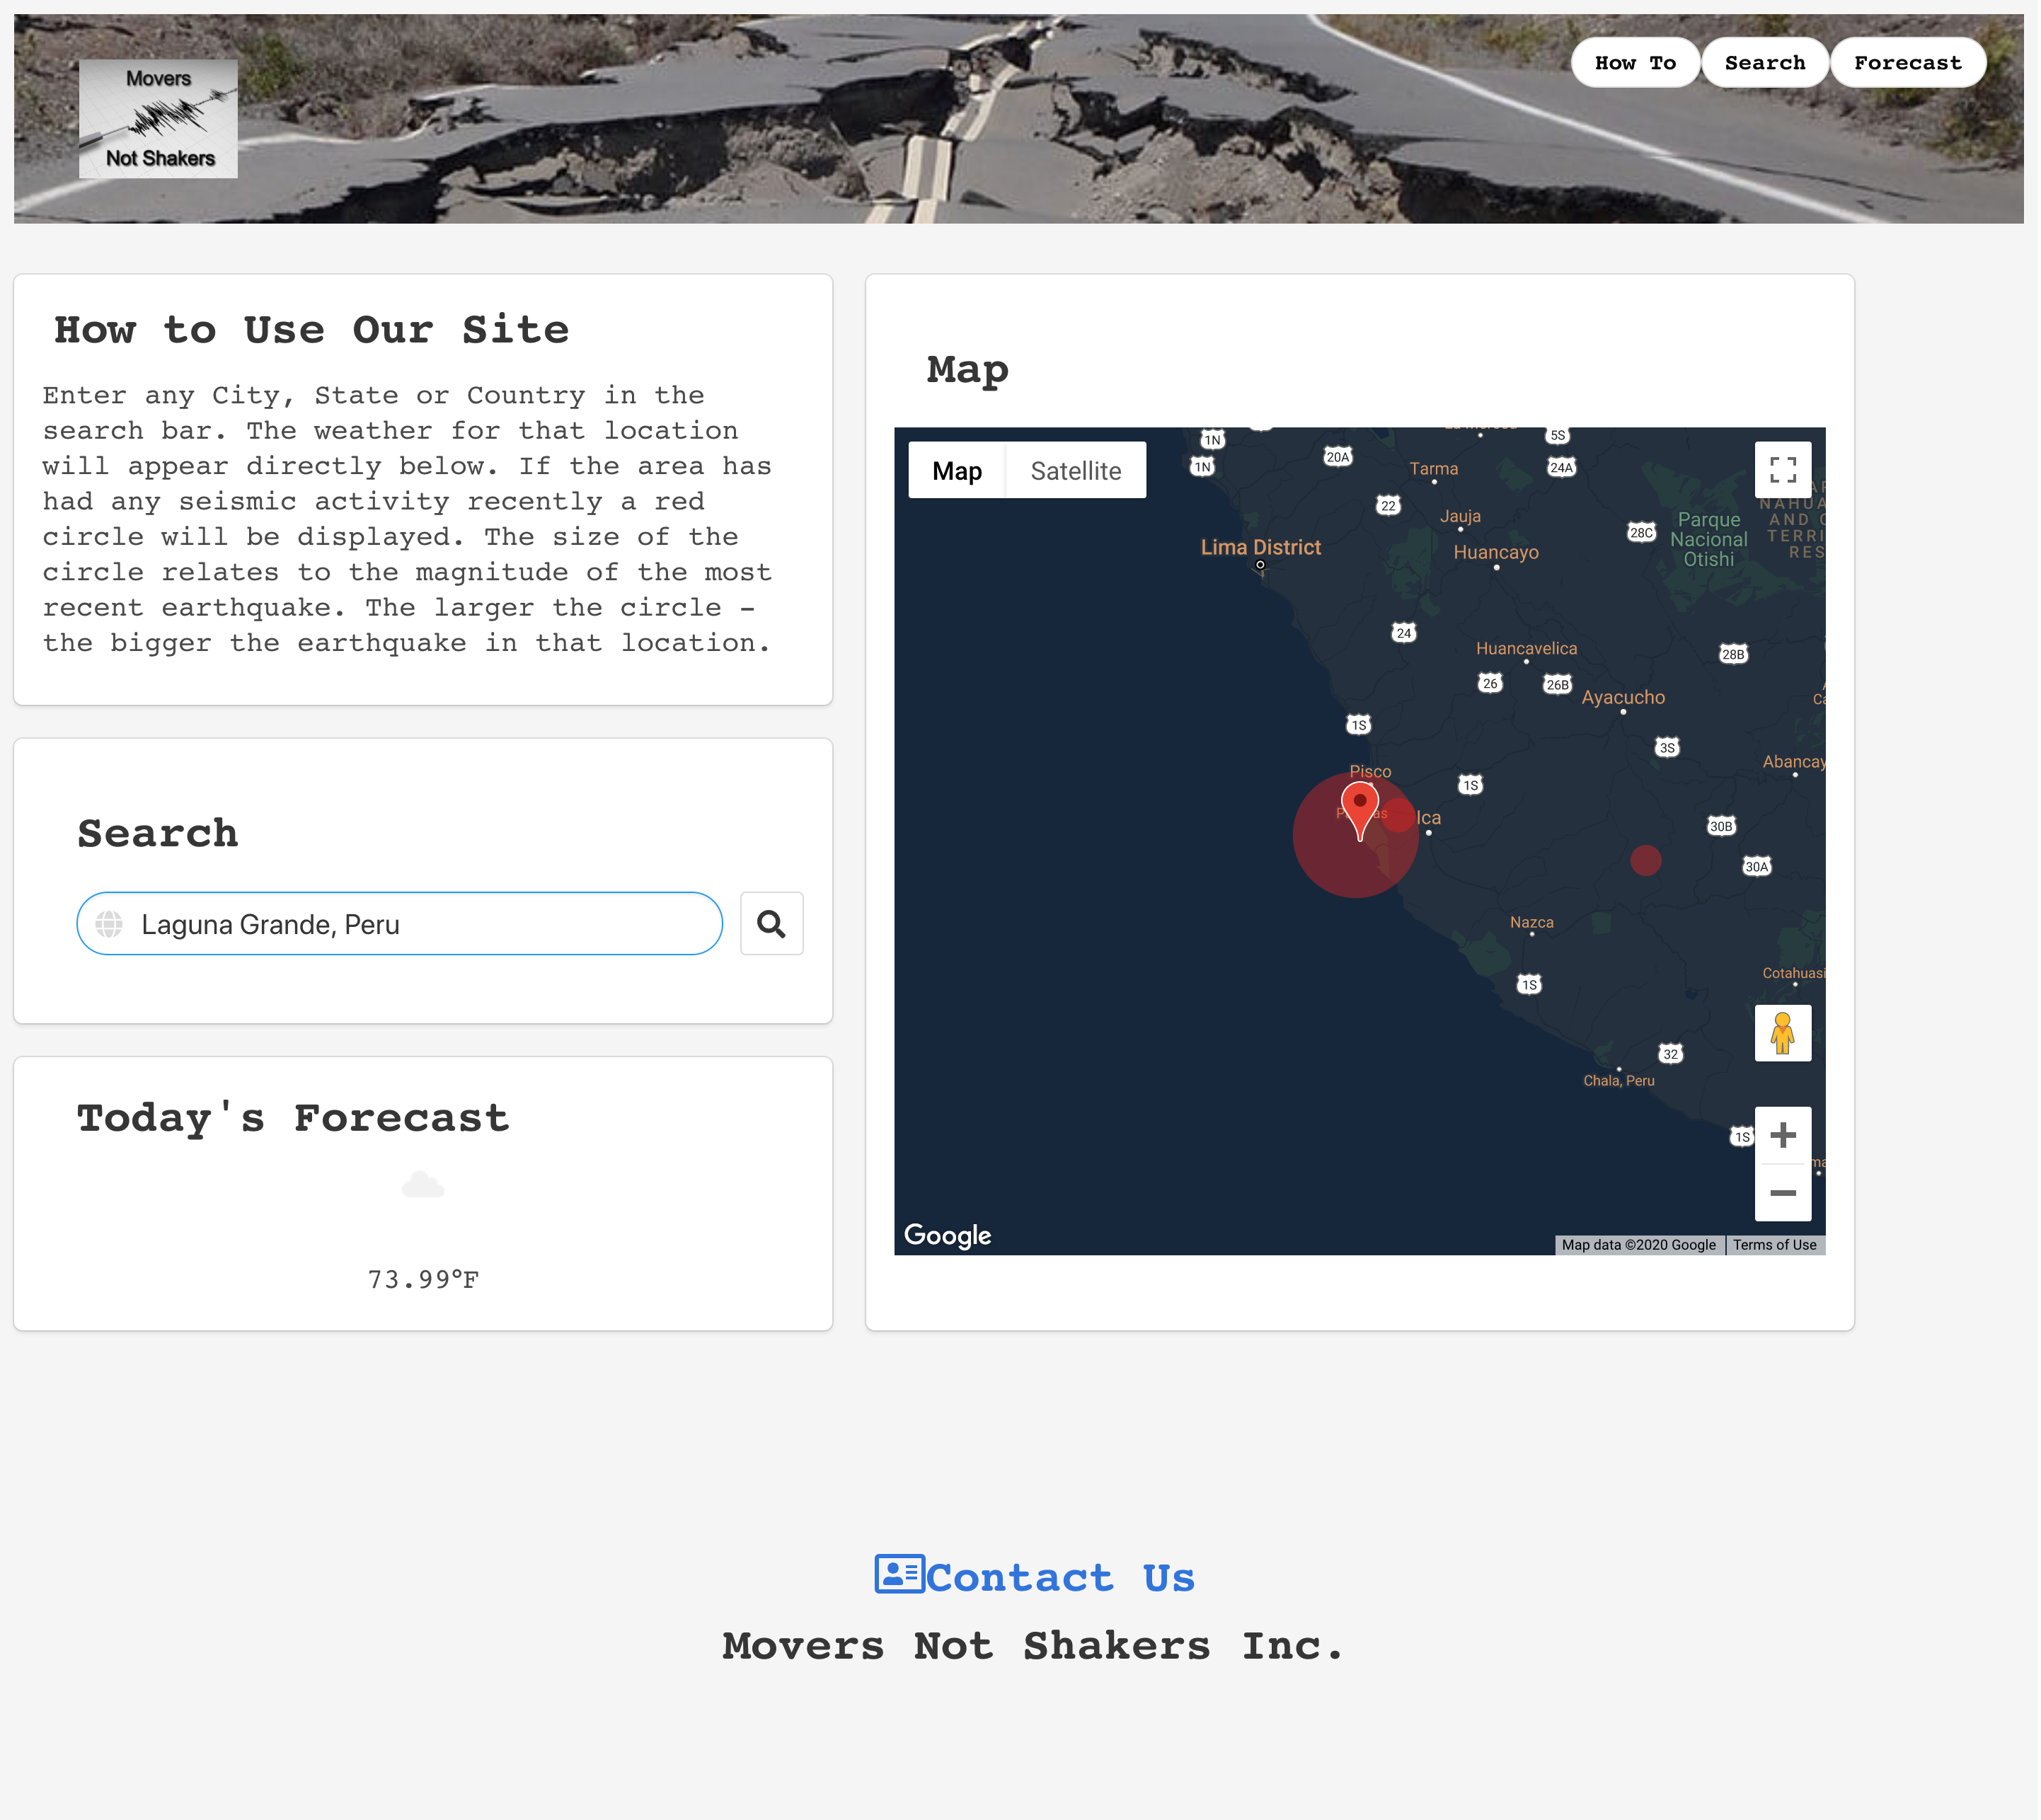 Movers
Not Shakers
How To
Search
Forecast
How to Use Our Site
Enter any City, State or Country in the
search bar. The weather for that location
will appear directly below. If the area has
had any seismic activity recently a red
circle will be displayed. The size of the
circle relates to the magnitude of the most
recent earthquake. The larger the circle -
the bigger the earthquake in that location.
Search
Laguna Grande, Peru
Today's Forecast
73.99°F
Map
Map
Satellite
1N
5S
1N
20A
Tarma
24A
22
Jauja
Parque
Nacional
Otishi
28C
AND
Lima District
Huancayo
24
Huancavelica
28B
26
26B
Ayacucho
1S
3S
Pisco
Abancay
1S
Ica
30B
30A
Nazca
Cotahuasi
1S
32
Chala, Peru
1S
Google
Map data ©2020 Google
Terms of Use
Contact Us
Movers Not Shakers Inc.